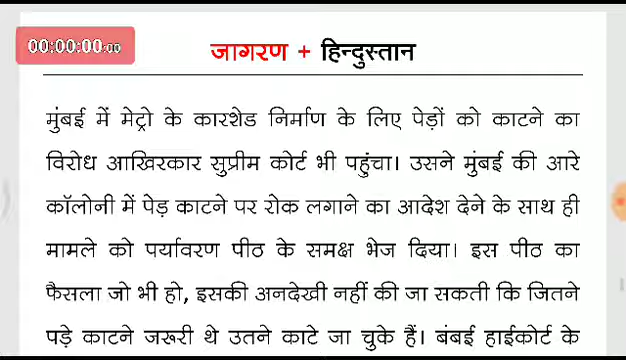 00:00:00:00
जागरण + हिन्दुस्तान
मुंबई में मेट्रो के कारशेड निर्माण के लिए पेड़ों को काटने का
विरोध आखिरकार सुप्रीम कोर्ट भी पहुंचा। उसने मुंबई की आरे
कॉलोनी में पेड़ काटने पर रोक लगाने का आदेश देने के साथ ही
मामले को पर्यावरण पीठ के समक्ष भेज दिया। इस पीठ का
फैसला जो भी हो, इसकी अनदेखी नहीं की जा सकती कि जितने
पड़े काटने जरूरी थे उतने काटे जा चुके हैं। बंबई हाईकोर्ट के